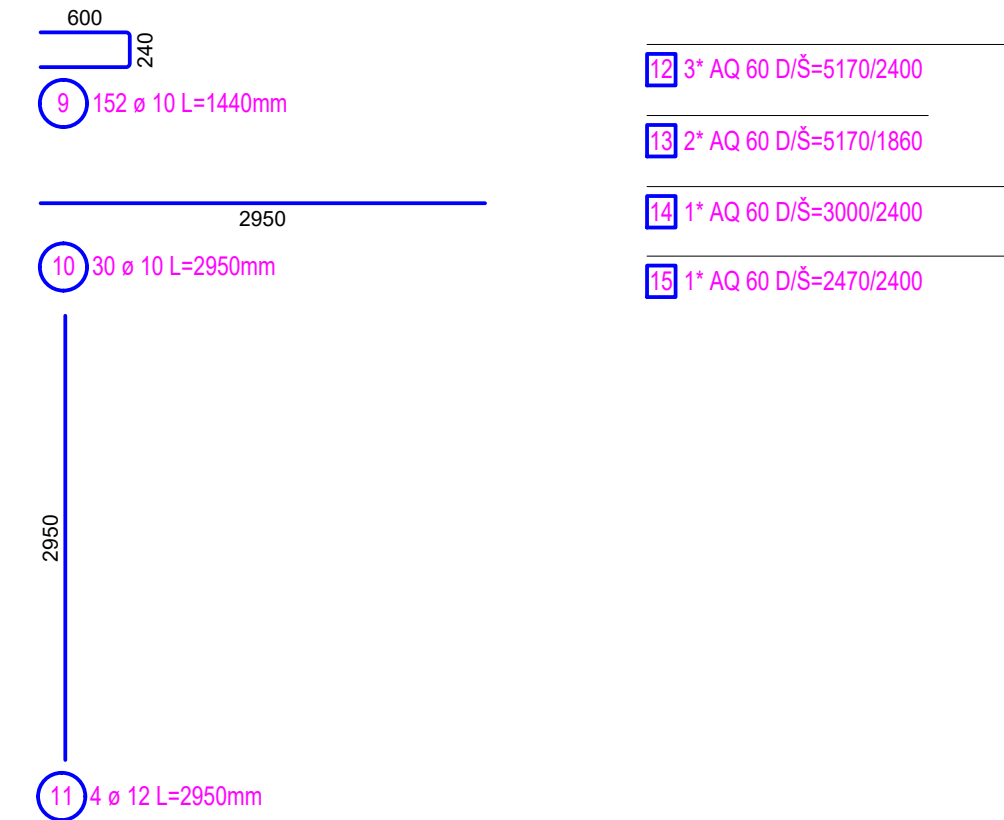 600
240
9 152 ø 10 L=1440mm
2950
10 30 ø 10 L=2950mm
2950
11 4 ø 12 L=2950mm
12 3* AQ 60 D/Š=5170/2400
13 2* AQ 60 D/Š=5170/1860
14 1* AQ 60 D/Š=3000/2400
15 1* AQ 60 D/Š=2470/2400